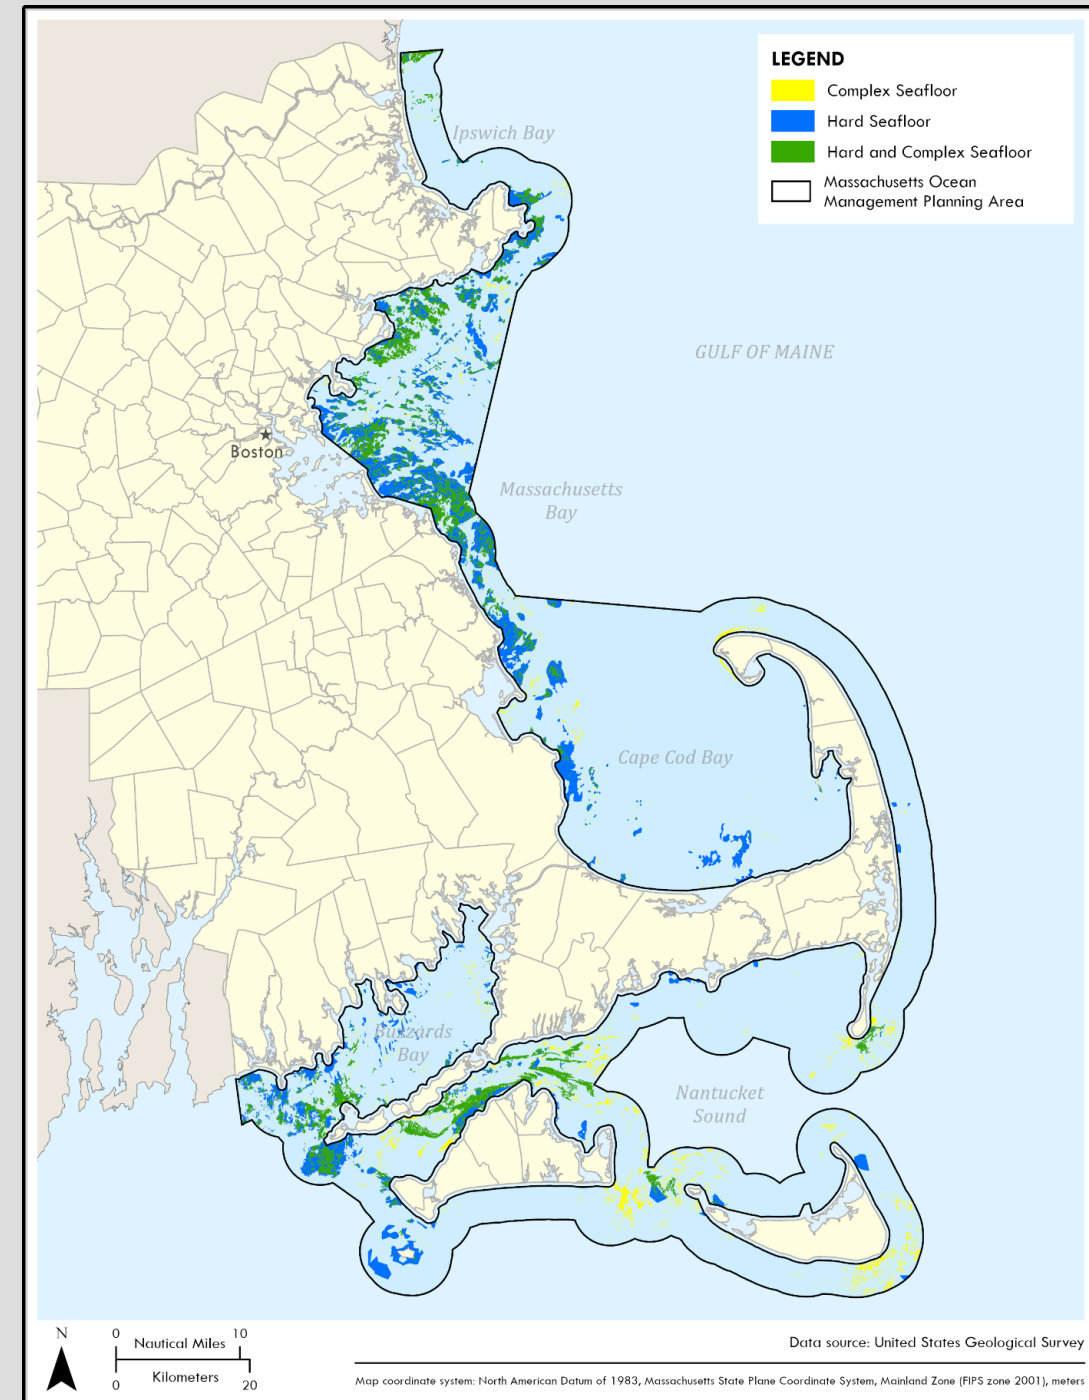 LEGEND
Complex Seafloor
Hard Seafloor
Hard and Complex Seafloor
Massachusetts Ocean
Management Planning Area
Ipswich Bay
GULF OF MAINE
Boston
Massachusetts
Bay
Cape Cod Bay
Buzzards
Bay
Nantucket
Sound
N
0 10
Nautical Miles
Kilometers
0 20
Data source: United States Geological Survey
Map coordinate system: North American Datum of 1983, Massachusetts State Plane Coordinate System, Mainland Zone (FIPS zone 2001), meters